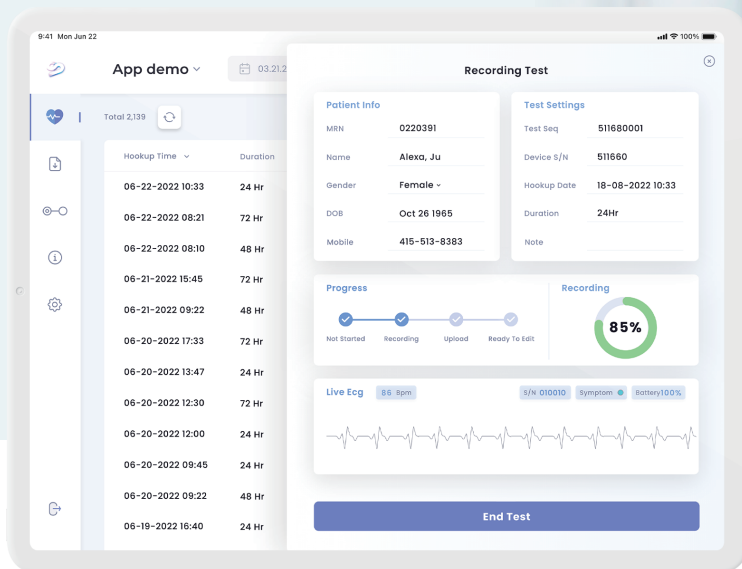 9:41 Mon Jun 22
100%
App demo
03.21.2
Total 2,139
Hookup Time Duration
06-22-2022 10:33 24 Hr
06-22-2022 08:21 72 Hr
06-22-2022 08:10 48 Hr
06-21-2022 15:45 72 Hr
06-21-2022 09:22 48 Hr
06-20-2022 17:33 72 Hr
06-20-2022 13:47 24 Hr
06-20-2022 12:30 72 Hr
06-20-2022 12:00 24 Hr
06-20-2022 09:45 24 Hr
06-20-2022 09:22 48 Hr
06-19-2022 16:40 24 Hr
Recording Test
Patient Info
MRN 0220391
Name Alexa, Ju
Gender Female
DOB Oct 26 1965
Mobile 415-513-8383
Test Settings
Test Seq 511680001
Device S/N 511660
Hookup Date 18-08-2022 10:33
Duration 24Hr
Note
Progress
Not Started Recording Upload Ready To Edit
Recording
85%
Live Ecg 86 Bpm S/N 010010 Symptom Battery100%
End Test